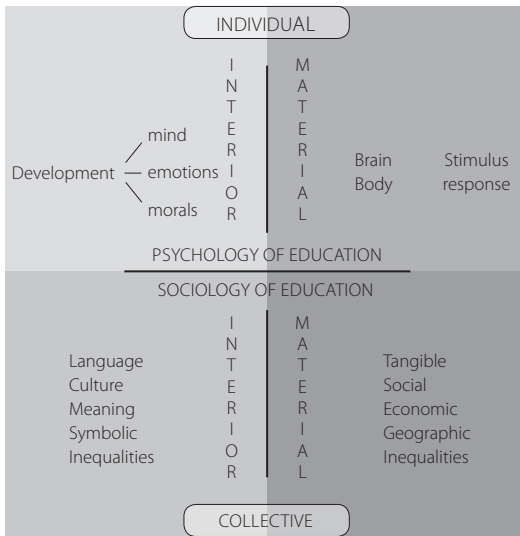 INDIVIDUAL
INTERIOR
MATERIAL
Development
mind
emotions
morals
Brain
Body
Stimulus
response
PSYCHOLOGY OF EDUCATION
SOCIOLOGY OF EDUCATION
Language
Culture
Meaning
Symbolic
Inequalities
INTERIOR
MATERIAL
Tangible
Social
Economic
Geographic
Inequalities
COLLECTIVE